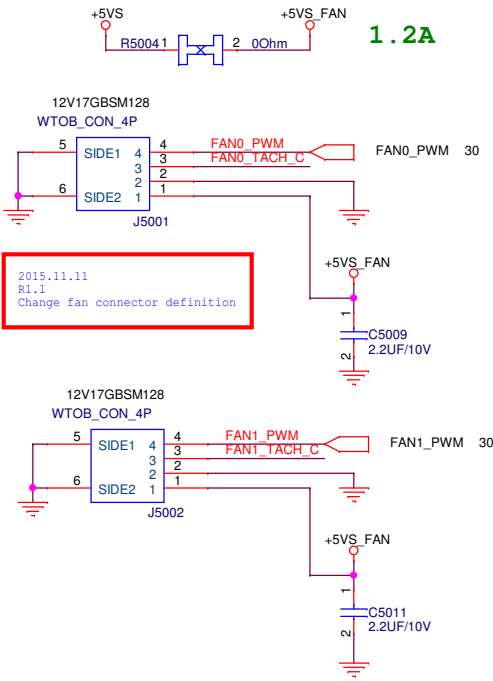 +5VS +5VS_FAN
R5004 1 2 0Ohm
1.2A
12V17GBSM128
WTOB_CON_4P
5 SIDE1 4 4 FAN0_PWM FAN0_PWM 30
3 3 FAN0_TACH_C
2 2
6 SIDE2 1 1
J5001
2015.11.11
R1.1
Change fan connector definition
+5VS_FAN
1
C5009
2 2.2UF/10V
12V17GBSM128
WTOB_CON_4P
5 SIDE1 4 4 FAN1_PWM FAN1_PWM 30
3 3 FAN1_TACH_C
2 2
6 SIDE2 1 1
J5002
+5VS_FAN
1
C5011
2 2.2UF/10V